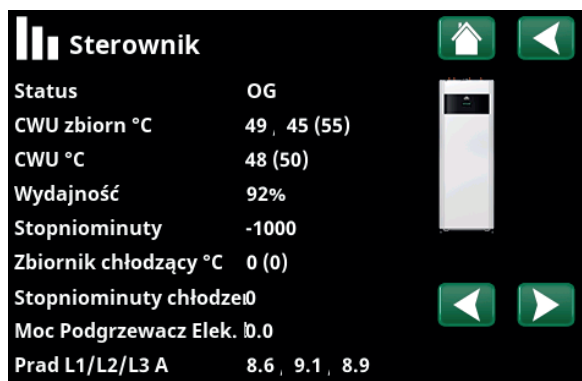 Sterownik
Status OG
CWU zbiorn °C 49 , 45 (55)
CWU °C 48 (50)
Wydajność 92%
Stopniominuty -1000
Zbiornik chłodzący °C 0 (0)
Stopniominuty chłodzen 0
Moc Podgrzewacz Elek. 0.0
Prad L1/L2/L3 A 8.6 , 9.1 , 8.9